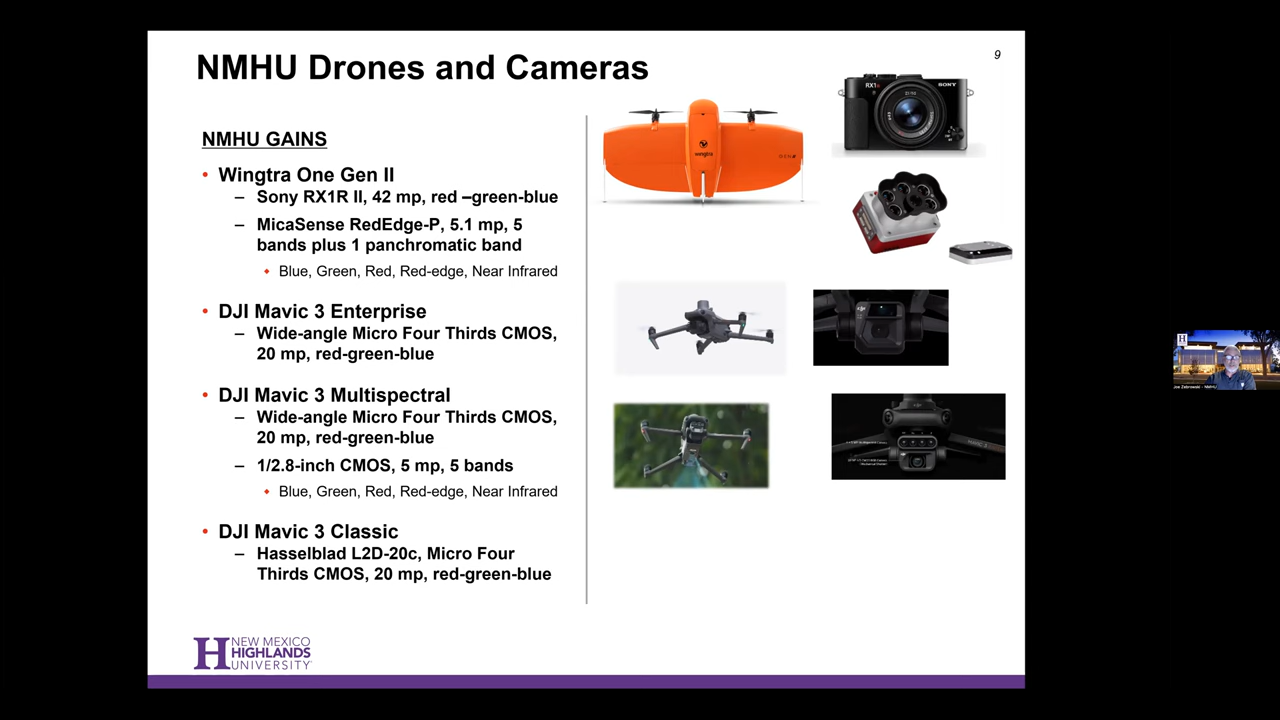 NMHU Drones and Cameras
9
NMHU GAINS
• Wingtra One Gen II
– Sony RX1R II, 42 mp, red –green-blue
– MicaSense RedEdge-P, 5.1 mp, 5
bands plus 1 panchromatic band
Blue, Green, Red, Red-edge, Near Infrared
• DJI Mavic 3 Enterprise
– Wide-angle Micro Four Thirds CMOS,
20 mp, red-green-blue
• DJI Mavic 3 Multispectral
– Wide-angle Micro Four Thirds CMOS,
20 mp, red-green-blue
– 1/2.8-inch CMOS, 5 mp, 5 bands
Blue, Green, Red, Red-edge, Near Infrared
• DJI Mavic 3 Classic
– Hasselblad L2D-20c, Micro Four
Thirds CMOS, 20 mp, red-green-blue
wingtra
RX1R
SONY
H
NEW MEXICO
HIGHLANDS
UNIVERSITY
Joe Zebrowski - NMHU